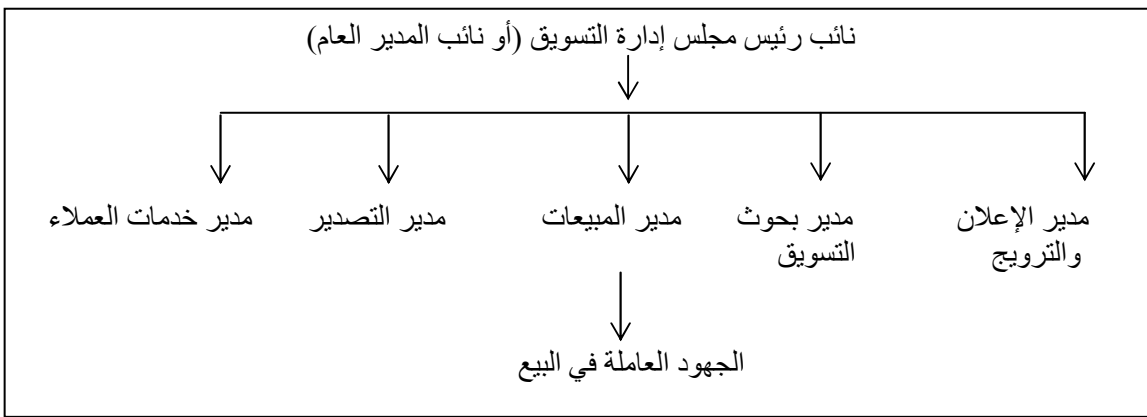 نائب رئيس مجلس إدارة التسويق (أو نائب المدير العام)
مدير الإعلان
والترويج
مدير بحوث
التسويق
مدير المبيعات
مدير التصدير
مدير خدمات العملاء
الجهود العاملة في البيع